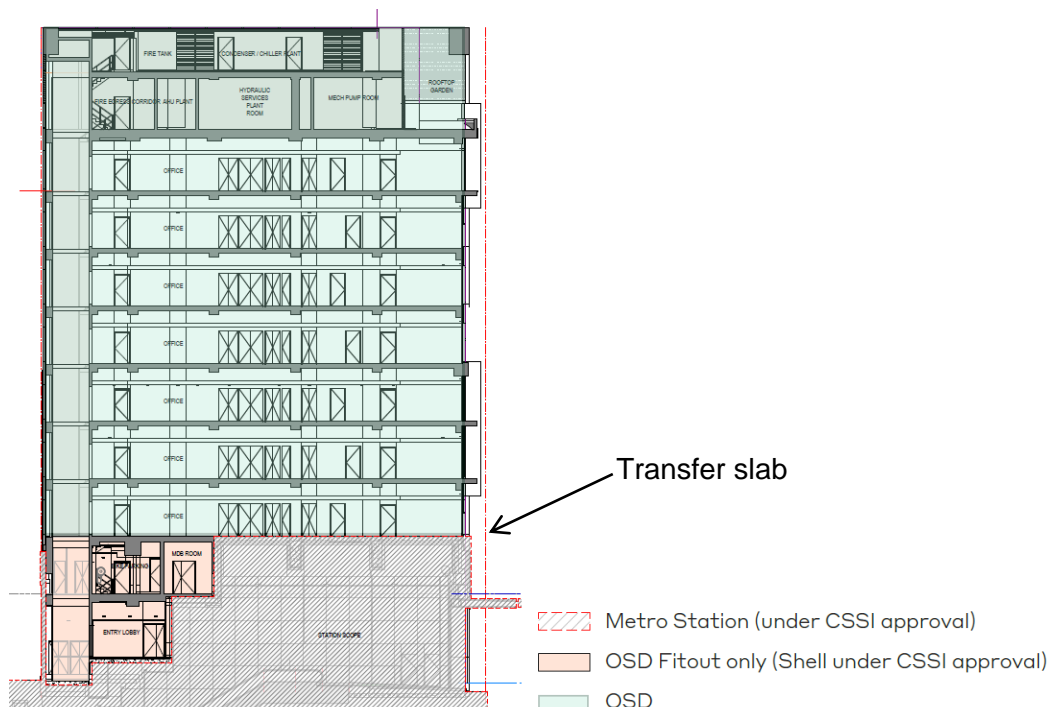 FIRE TANK
CONDENSER / CHILLER PLANT
ROOFTOP
GARDEN
FIRE EGRESS CORRIDOR
AHU PLANT
HYDRAULIC
SERVICES
PLANT
ROOM
MECH PUMP ROOM
OFFICE
OFFICE
OFFICE
OFFICE
OFFICE
OFFICE
OFFICE
Transfer slab
MDB ROOM
ENTRY LOBBY
STATION SCOPE
Metro Station (under CSSI approval)
OSD Fitout only (Shell under CSSI approval)
OSD